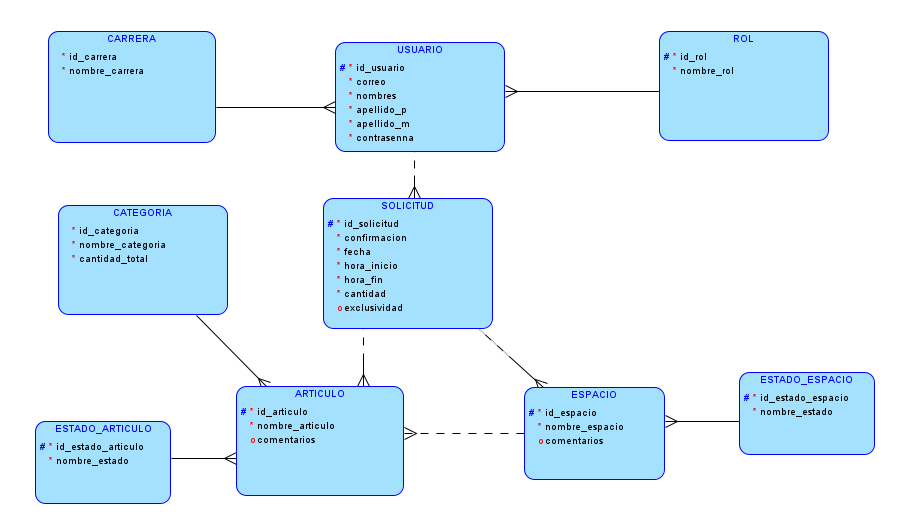 CARRERA
* id_carrera
* nombre_carrera
USUARIO
# * id_usuario
* correo
* nombres
* apellido_p
* apellido_m
* contrasenna
ROL
# * id_rol
* nombre_rol
CATEGORIA
* id_categoria
* nombre_categoria
* cantidad_total
SOLICITUD
# * id_solicitud
* confirmacion
* fecha
* hora_inicio
* hora_fin
* cantidad
o exclusividad
ARTICULO
# * id_articulo
* nombre_articulo
o comentarios
ESPACIO
# * id_espacio
* nombre_espacio
o comentarios
ESTADO_ESPACIO
# * id_estado_espacio
* nombre_estado
ESTADO_ARTICULO
# * id_estado_articulo
* nombre_estado